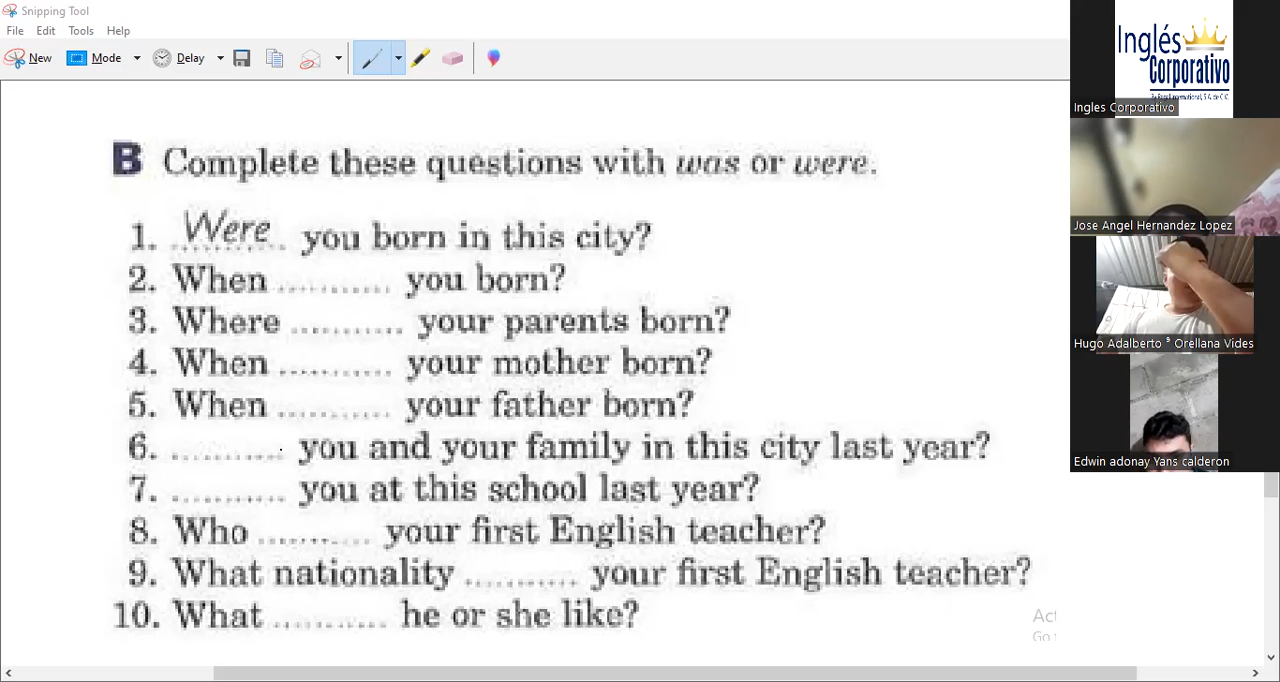 Snipping Tool
File Edit Tools Help
New Mode Delay
B Complete these questions with was or were.
1. Were you born in this city?
2. When ........... you born?
3. Where ........... your parents born?
4. When ........... your mother born?
5. When ........... your father born?
6. ........... you and your family in this city last year?
7. ........... you at this school last year?
8. Who ........... your first English teacher?
9. What nationality ........... your first English teacher?
10. What ........... he or she like?
Act
Go
Inglés
Corporativo
Ingles Corporativo
Jose Angel Hernandez Lopez
Hugo Adalberto Orellana Vides
Edwin adonay Yans calderon